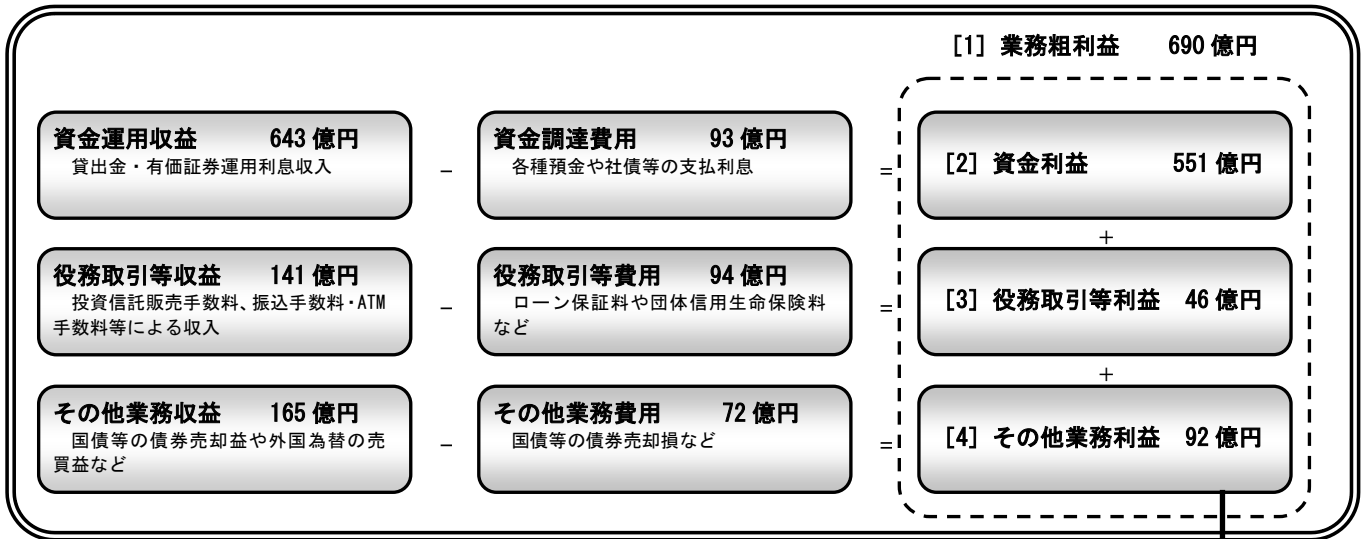 [1] 業務粗利益 690 億円
資金運用収益 643 億円
貸出金・有価証券運用利息収入
－
資金調達費用 93 億円
各種預金や社債等の支払利息
＝
[2] 資金利益 551 億円
＋
役務取引等収益 141 億円
投資信託販売手数料、振込手数料・ATM
手数料等による収入
－
役務取引等費用 94 億円
ローン保証料や団体信用生命保険料
など
＝
[3] 役務取引等利益 46 億円
＋
その他業務収益 165 億円
国債等の債券売却益や外国為替の売
買益など
－
その他業務費用 72 億円
国債等の債券売却損など
＝
[4] その他業務利益 92 億円